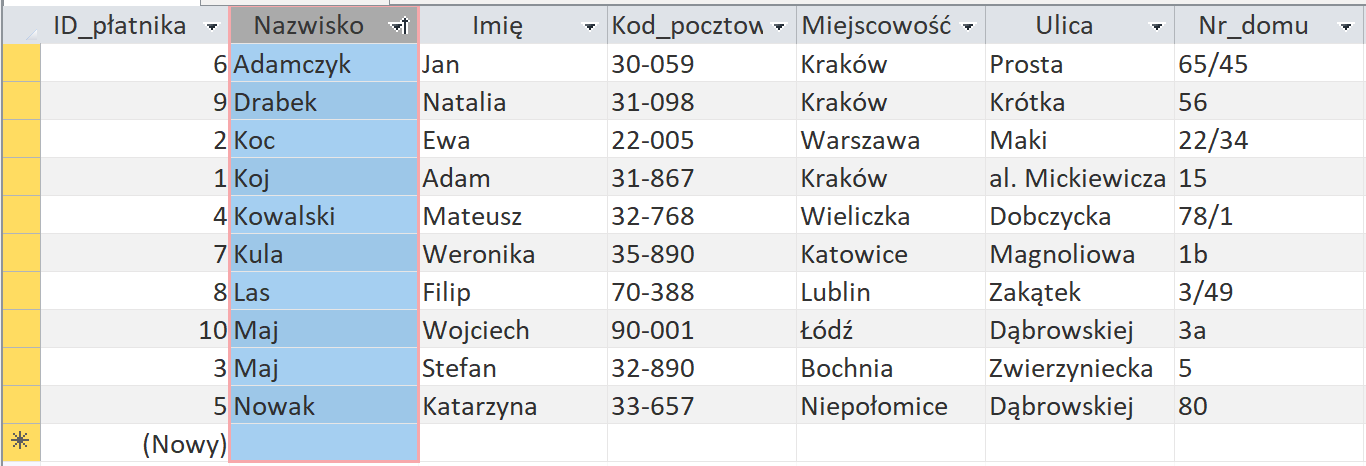 ID_płatnika Nazwisko Imię Kod_pocztow Miejscowość Ulica Nr_domu
6 Adamczyk Jan 30-059 Kraków Prosta 65/45
9 Drabek Natalia 31-098 Kraków Krótka 56
2 Koc Ewa 22-005 Warszawa Maki 22/34
1 Koj Adam 31-867 Kraków al. Mickiewicza 15
4 Kowalski Mateusz 32-768 Wieliczka Dobczycka 78/1
7 Kula Weronika 35-890 Katowice Magnoliowa 1b
8 Las Filip 70-388 Lublin Zakątek 3/49
10 Maj Wojciech 90-001 Łódź Dąbrowskiej 3a
3 Maj Stefan 32-890 Bochnia Zwierzyniecka 5
5 Nowak Katarzyna 33-657 Niepołomice Dąbrowskiej 80
(Nowy)